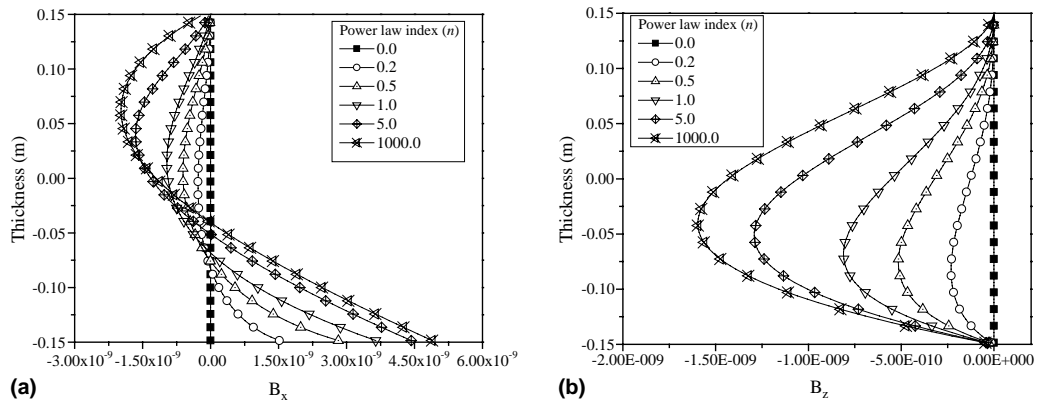 (a)
Thickness (m)
0.15
0.10
0.05
0.00
-0.05
-0.10
-0.15
Power law index (n)
0.0
0.2
0.5
1.0
5.0
1000.0
-3.00x10⁻⁹ -1.50x10⁻⁹ 0.00 1.50x10⁻⁹ 3.00x10⁻⁹ 4.50x10⁻⁹ 6.00x10⁻⁹
Bₓ
(b)
Thickness (m)
0.15
0.10
0.05
0.00
-0.05
-0.10
-0.15
Power law index (n)
0.0
0.2
0.5
1.0
5.0
1000.0
-2.00E-009 -1.50E-009 -1.00E-009 -5.00E-010 0.00E+000
B_z